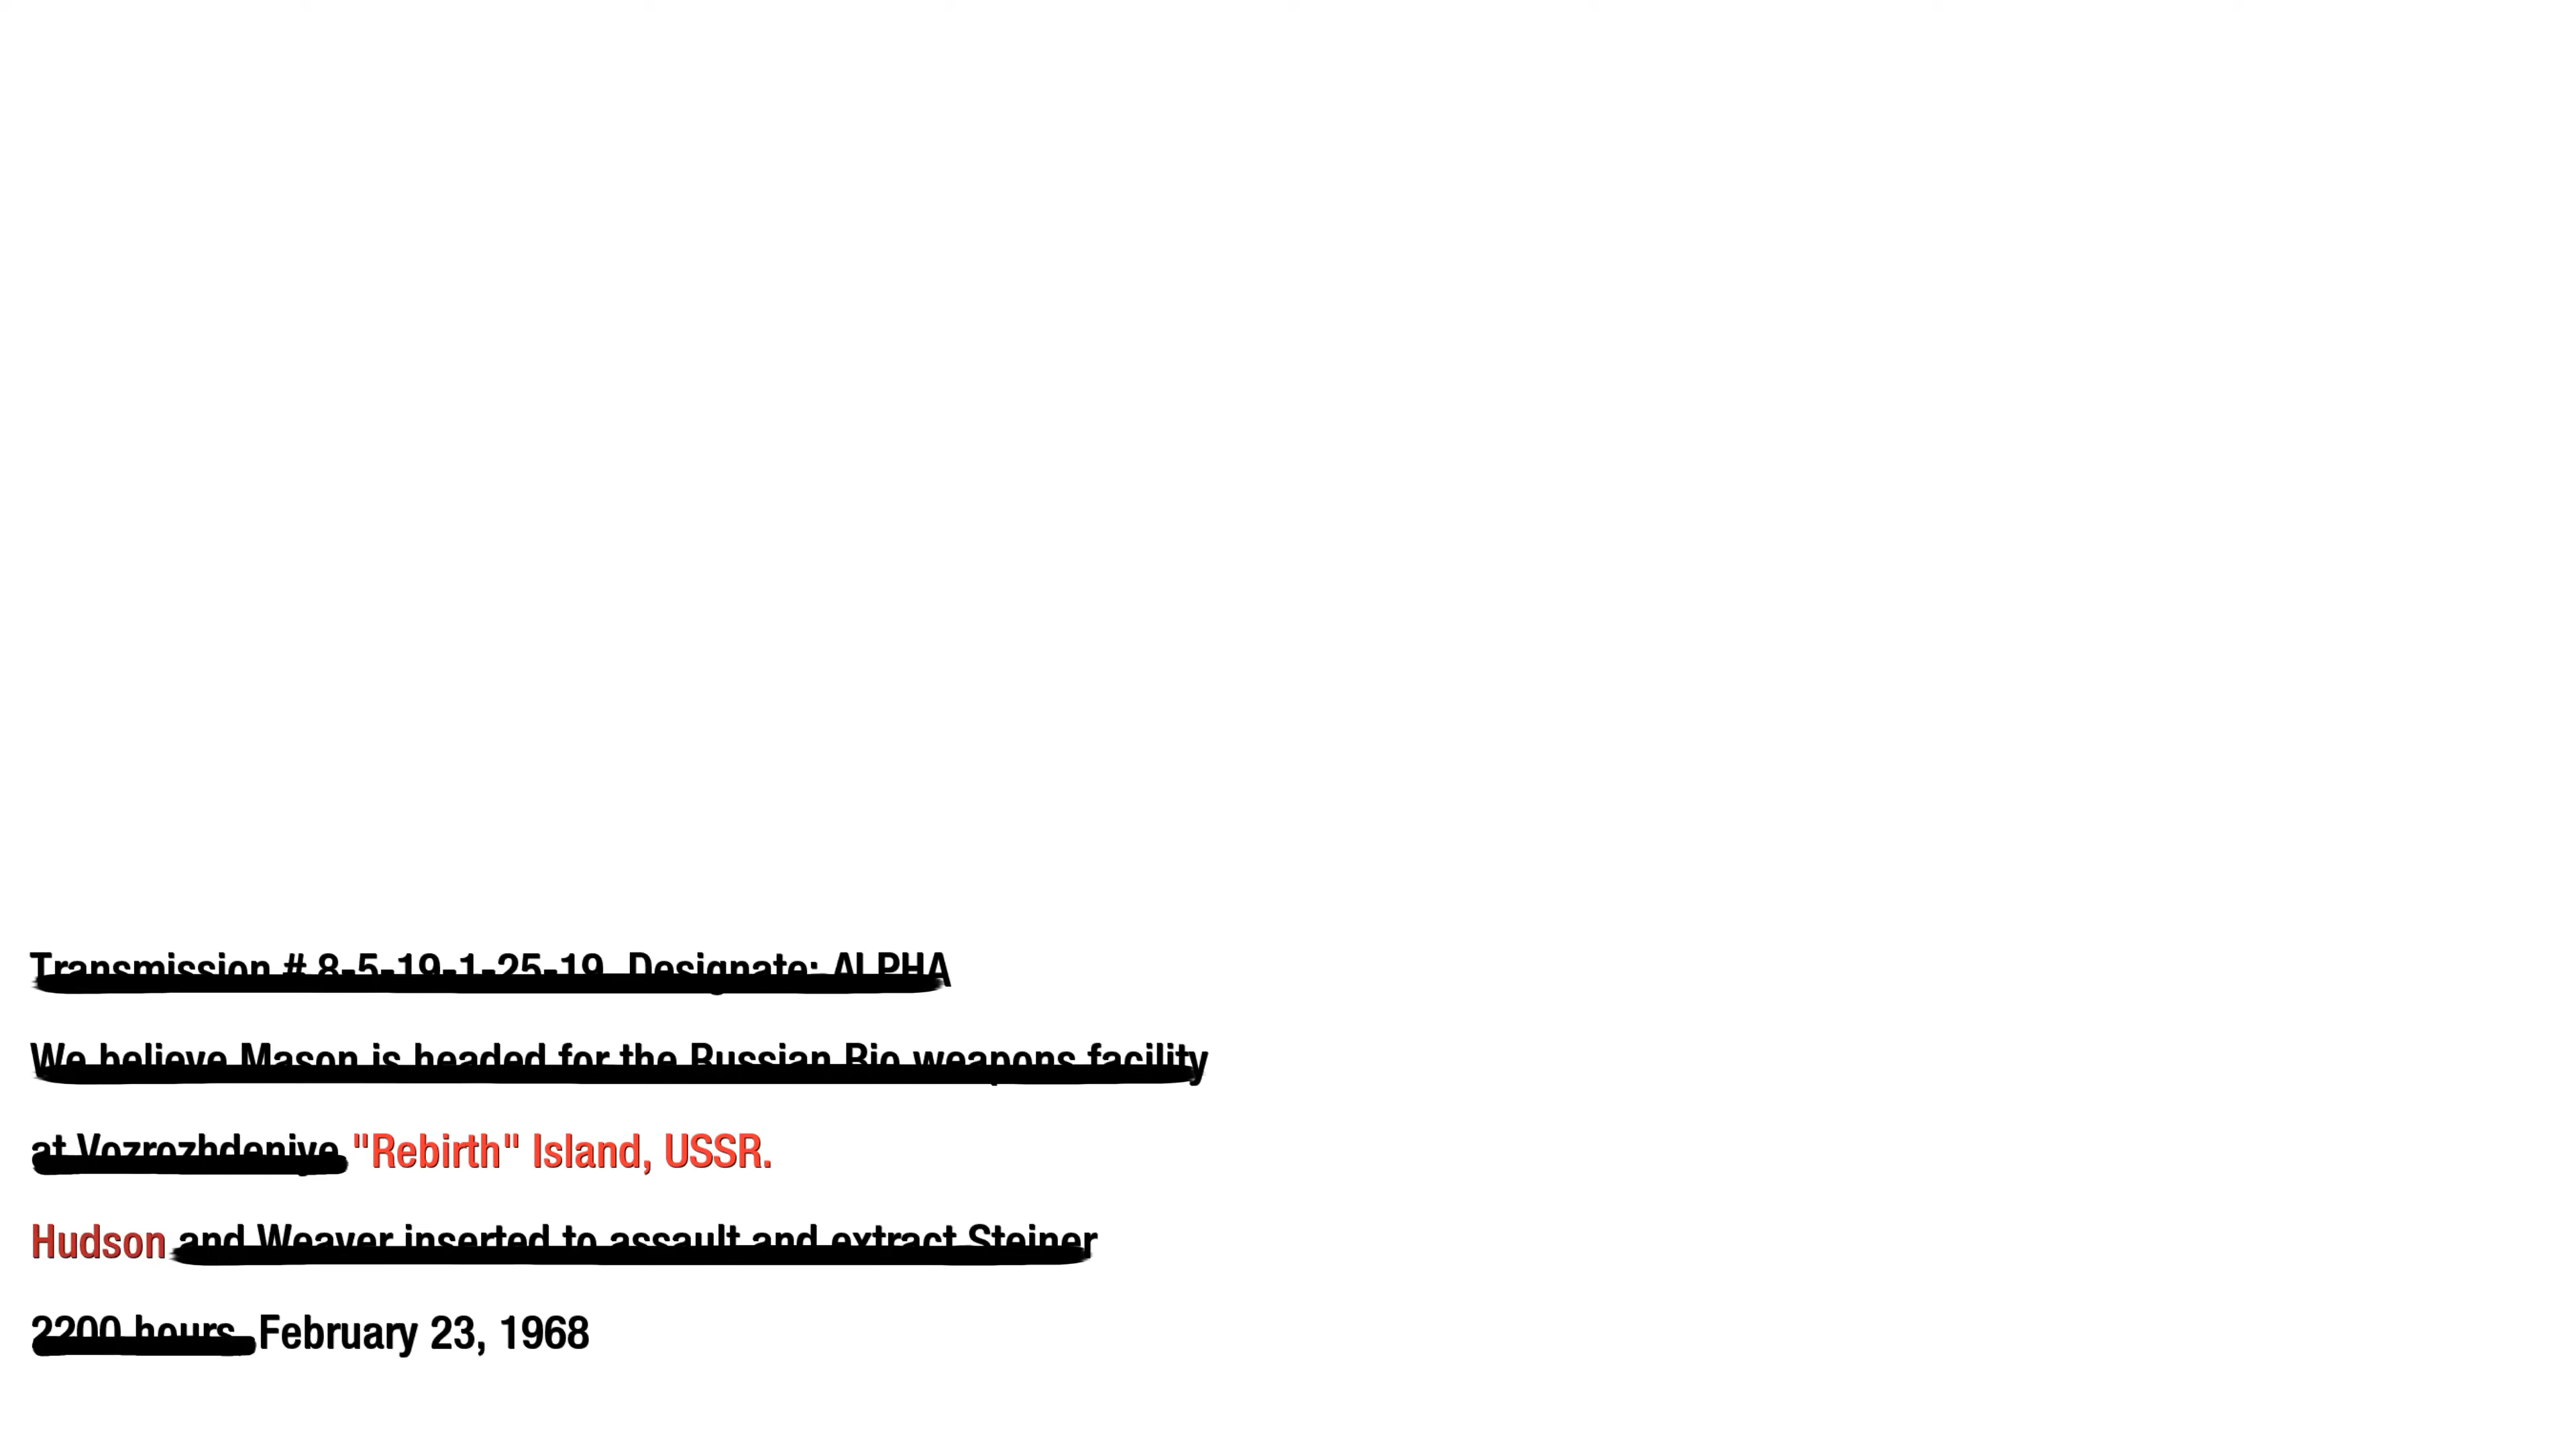 Transmission # 8-5-19-1-25-19, Designate: ALPHA
We believe Mason is headed for the Russian Bio weapons facility
at Vozrozhdeniye "Rebirth" Island, USSR.
Hudson and Weaver inserted to assault and extract Steiner
2200 hours, February 23, 1968